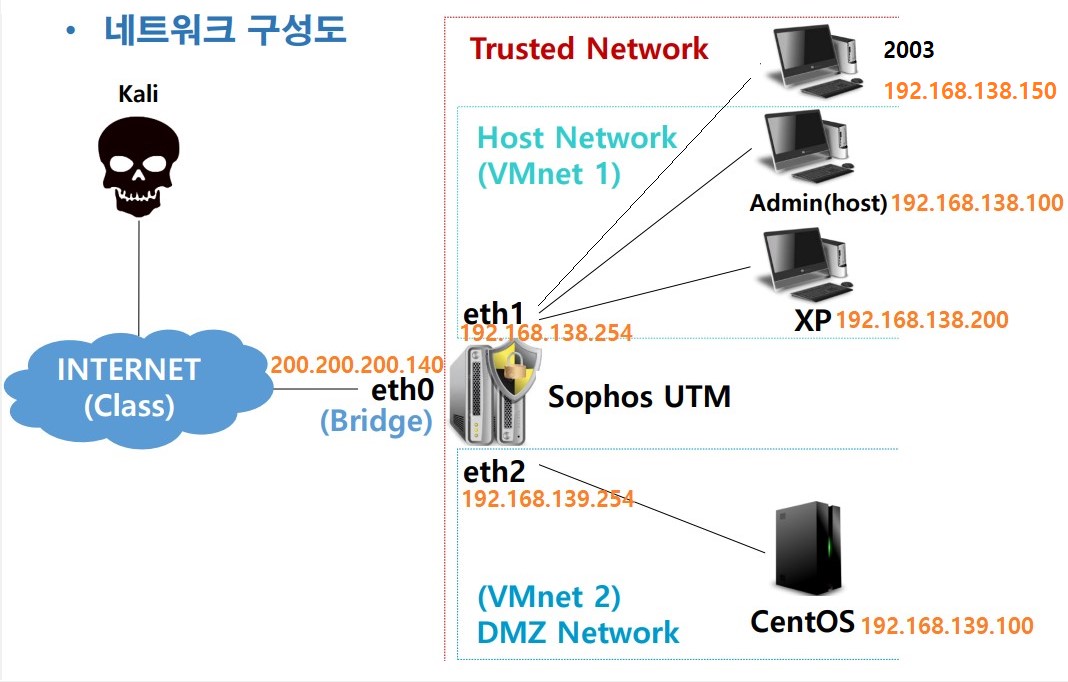 • 네트워크 구성도
Kali
INTERNET
(Class)
200.200.200.140
eth0
(Bridge)
Trusted Network
2003
192.168.138.150
Host Network
(VMnet 1)
Admin(host) 192.168.138.100
XP 192.168.138.200
eth1
192.168.138.254
Sophos UTM
eth2
192.168.139.254
(VMnet 2)
DMZ Network
CentOS 192.168.139.100